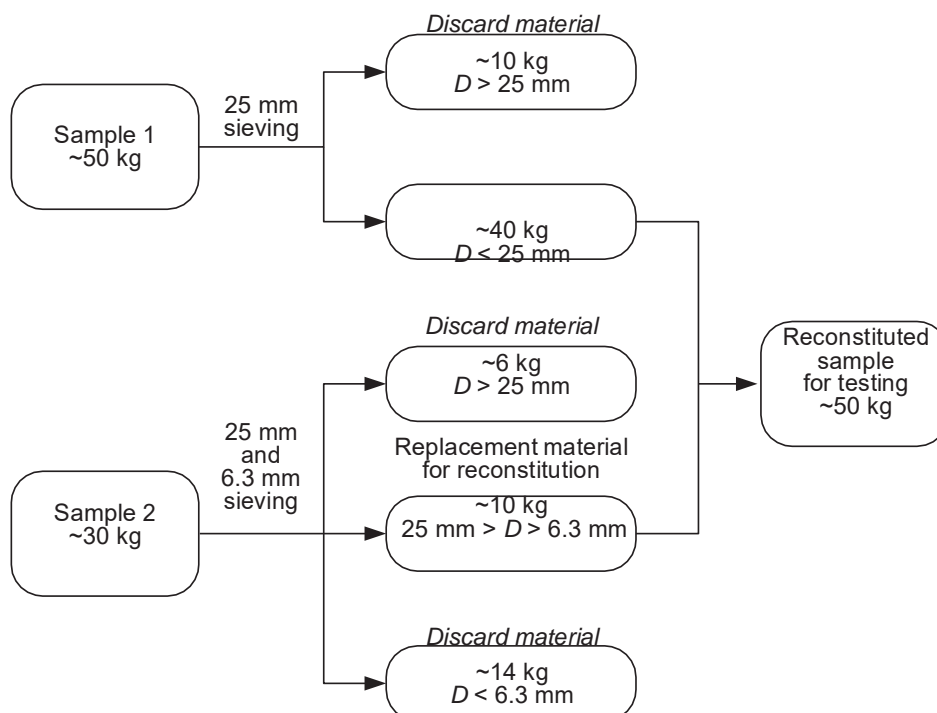 Discard material
~10 kg
D > 25 mm
25 mm
sieving
Sample 1
~50 kg
~40 kg
D < 25 mm
Discard material
~6 kg
D > 25 mm
Reconstituted
sample
for testing
~50 kg
25 mm
and
6.3 mm
sieving
Replacement material
for reconstitution
~10 kg
25 mm > D > 6.3 mm
Sample 2
~30 kg
Discard material
~14 kg
D < 6.3 mm